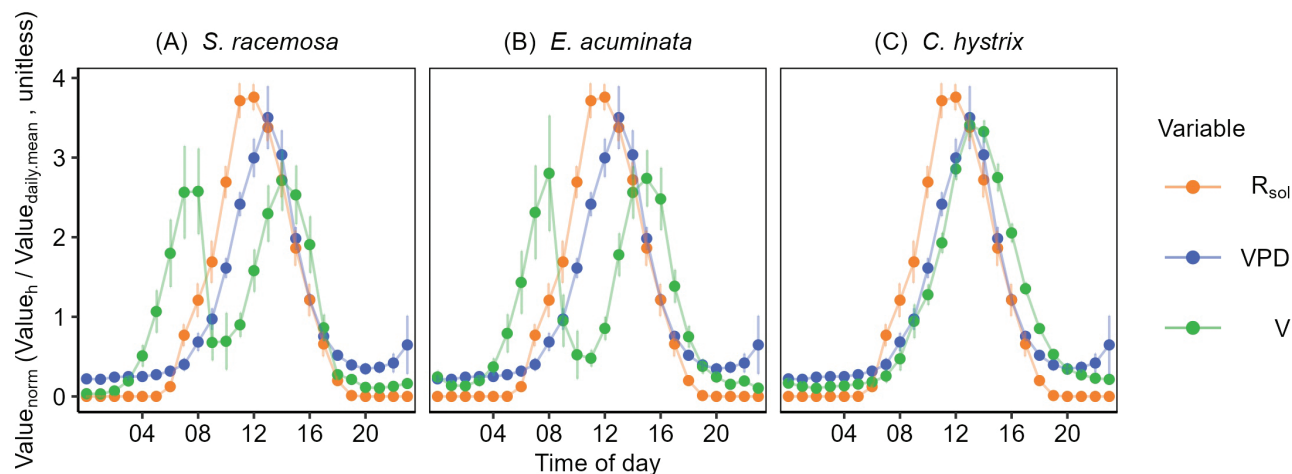 (A) S. racemosa
(B) E. acuminata
(C) C. hystrix
Value_norm (Value_h / Value_daily.mean , unitless)
4
3
2
1
0
04 08 12 16 20
04 08 12 16 20
04 08 12 16 20
Time of day
Variable
R_sol
VPD
V